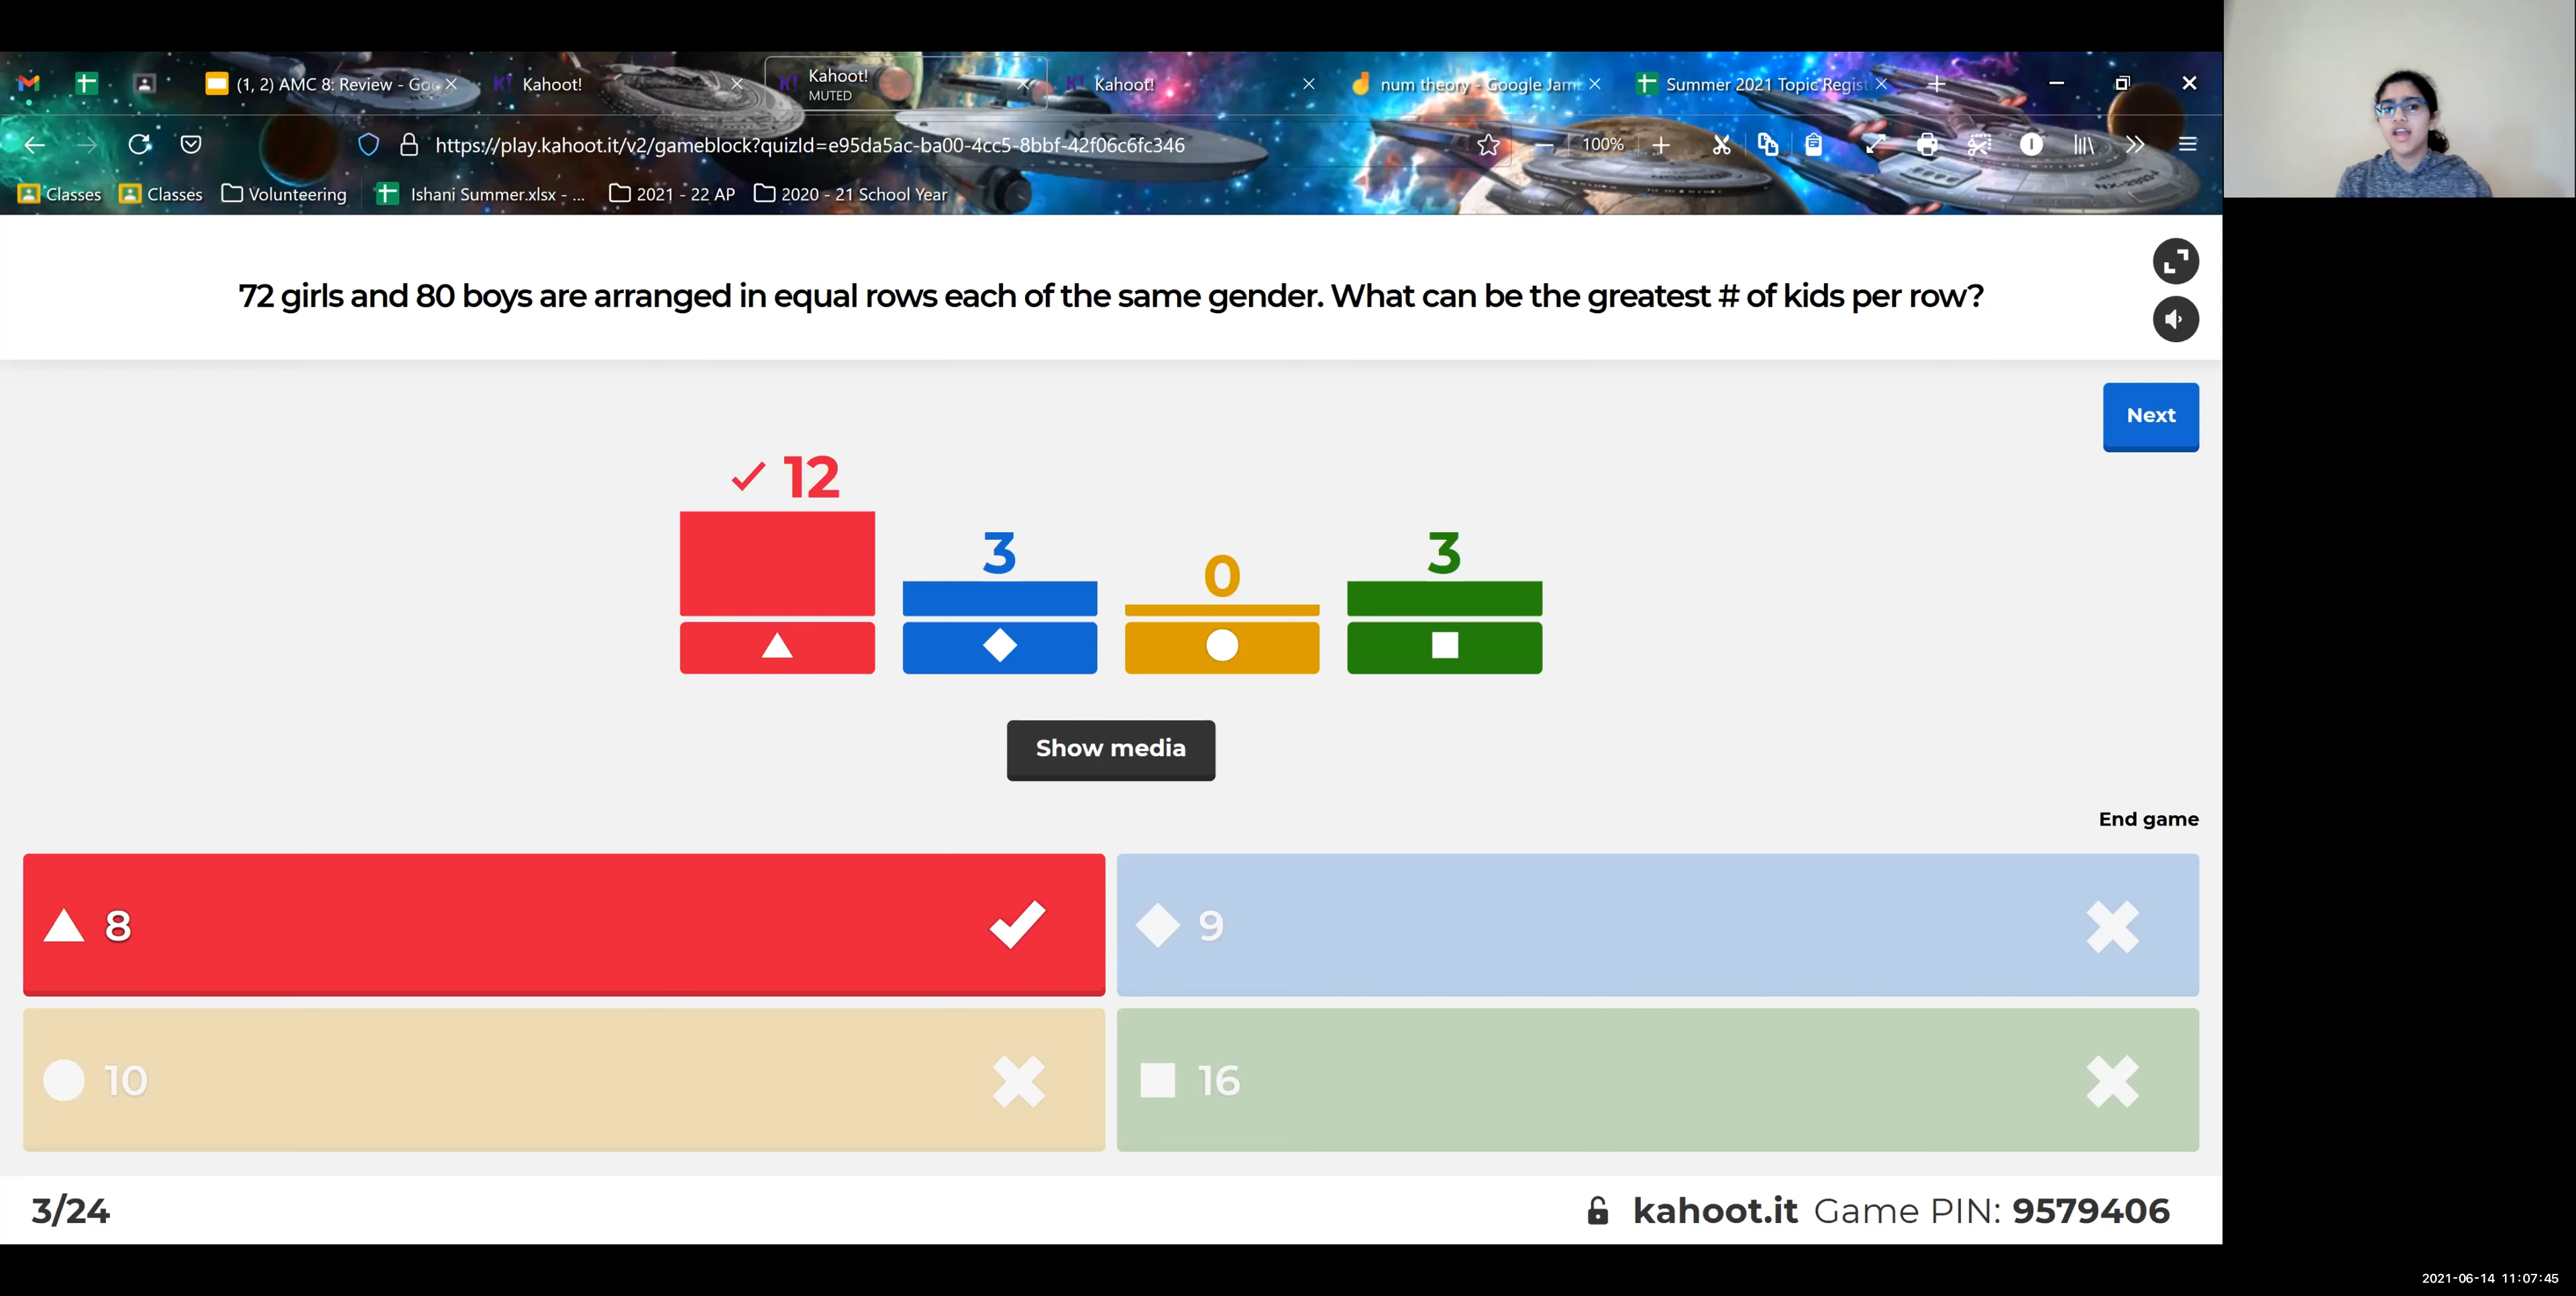 (1, 2) AMC 8: Review - Goo
Kahoot!
Kahoot!
MUTED
Kahoot!
num theory - Google Jam
Summer 2021 Topic Regist
https://play.kahoot.it/v2/gameblock?quizId=e95da5ac-ba00-4cc5-8bbf-42f06c6fc346
100%
Classes
Classes
Volunteering
Ishani Summer.xlsx - ...
2021 - 22 AP
2020 - 21 School Year
72 girls and 80 boys are arranged in equal rows each of the same gender. What can be the greatest # of kids per row?
Next
12
3
0
3
Show media
End game
8
9
10
16
3/24
kahoot.it Game PIN: 9579406
2021-06-14 11:07:45